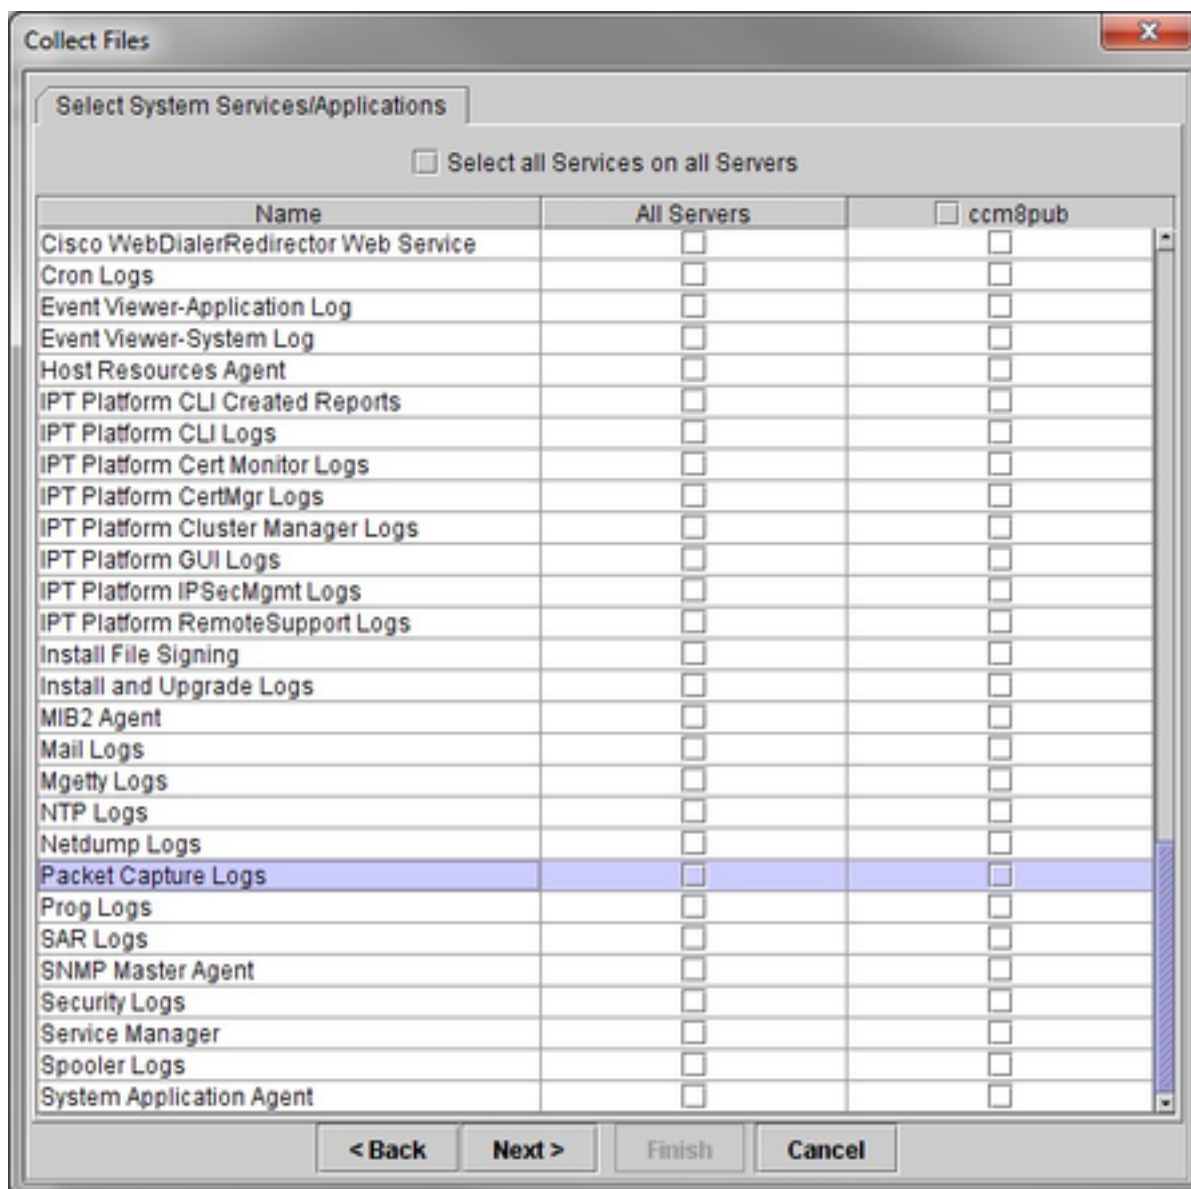 Collect Files
Select System Services/Applications
Select all Services on all Servers
Name All Servers ccm8pub
Cisco WebDialerRedirector Web Service
Cron Logs
Event Viewer-Application Log
Event Viewer-System Log
Host Resources Agent
IPT Platform CLI Created Reports
IPT Platform CLI Logs
IPT Platform Cert Monitor Logs
IPT Platform CertMgr Logs
IPT Platform Cluster Manager Logs
IPT Platform GUI Logs
IPT Platform IPSecMgmt Logs
IPT Platform RemoteSupport Logs
Install File Signing
Install and Upgrade Logs
MIB2 Agent
Mail Logs
Mgetty Logs
NTP Logs
Netdump Logs
Packet Capture Logs
Prog Logs
SAR Logs
SNMP Master Agent
Security Logs
Service Manager
Spooler Logs
System Application Agent
< Back Next > Finish Cancel